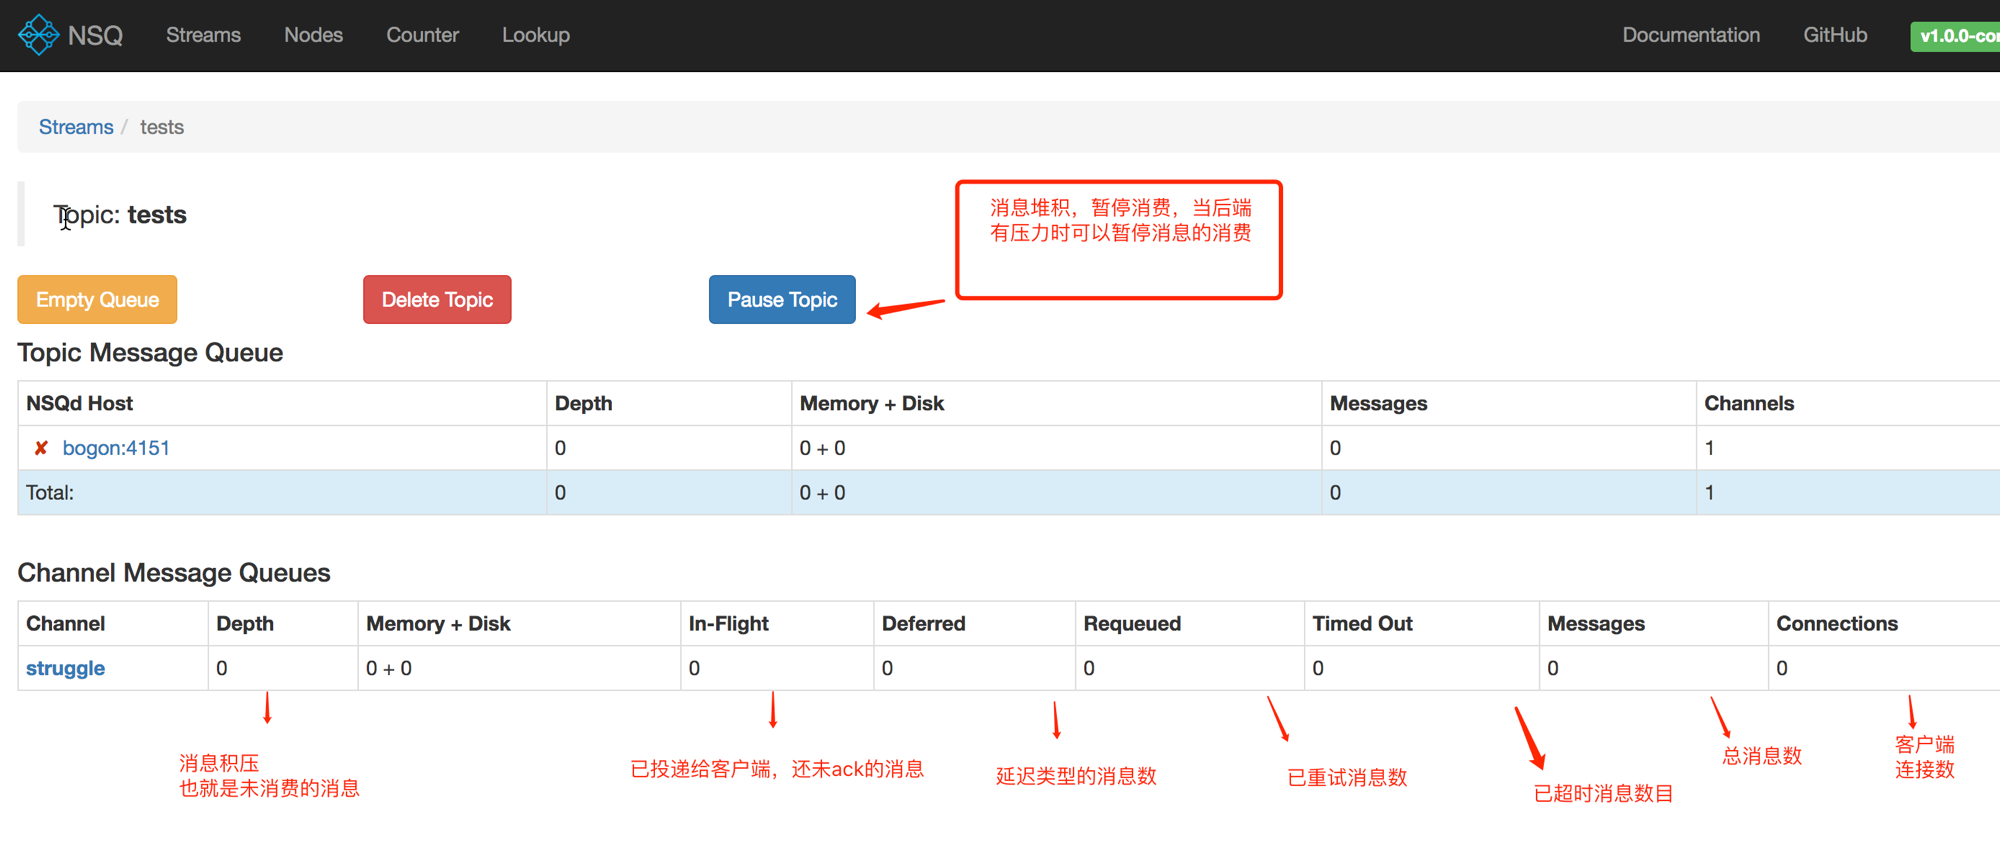 NSQ Streams Nodes Counter Lookup Documentation GitHub v1.0.0-co
Streams / tests
Topic: tests
消息堆积，暂停消费，当后端
有压力时可以暂停消息的消费
Empty Queue Delete Topic Pause Topic
Topic Message Queue
NSQd Host Depth Memory + Disk Messages Channels
✘ bogon:4151 0 0 + 0 0 1
Total: 0 0 + 0 0 1
Channel Message Queues
Channel Depth Memory + Disk In-Flight Deferred Requeued Timed Out Messages Connections
struggle 0 0 + 0 0 0 0 0 0 0
消息积压
也就是未消费的消息
已投递给客户端，还未ack的消息
延迟类型的消息数
已重试消息数
已超时消息数目
总消息数
客户端
连接数